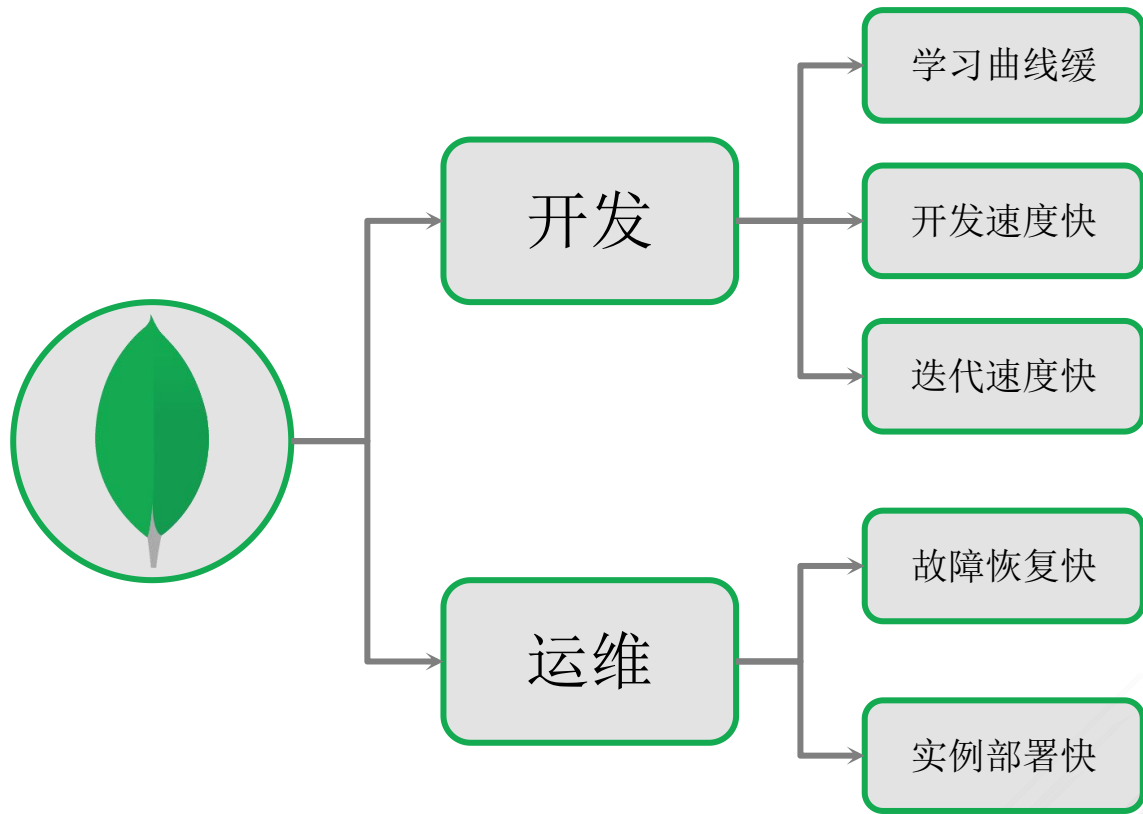 学习曲线缓
开发
开发速度快
迭代速度快
故障恢复快
运维
实例部署快